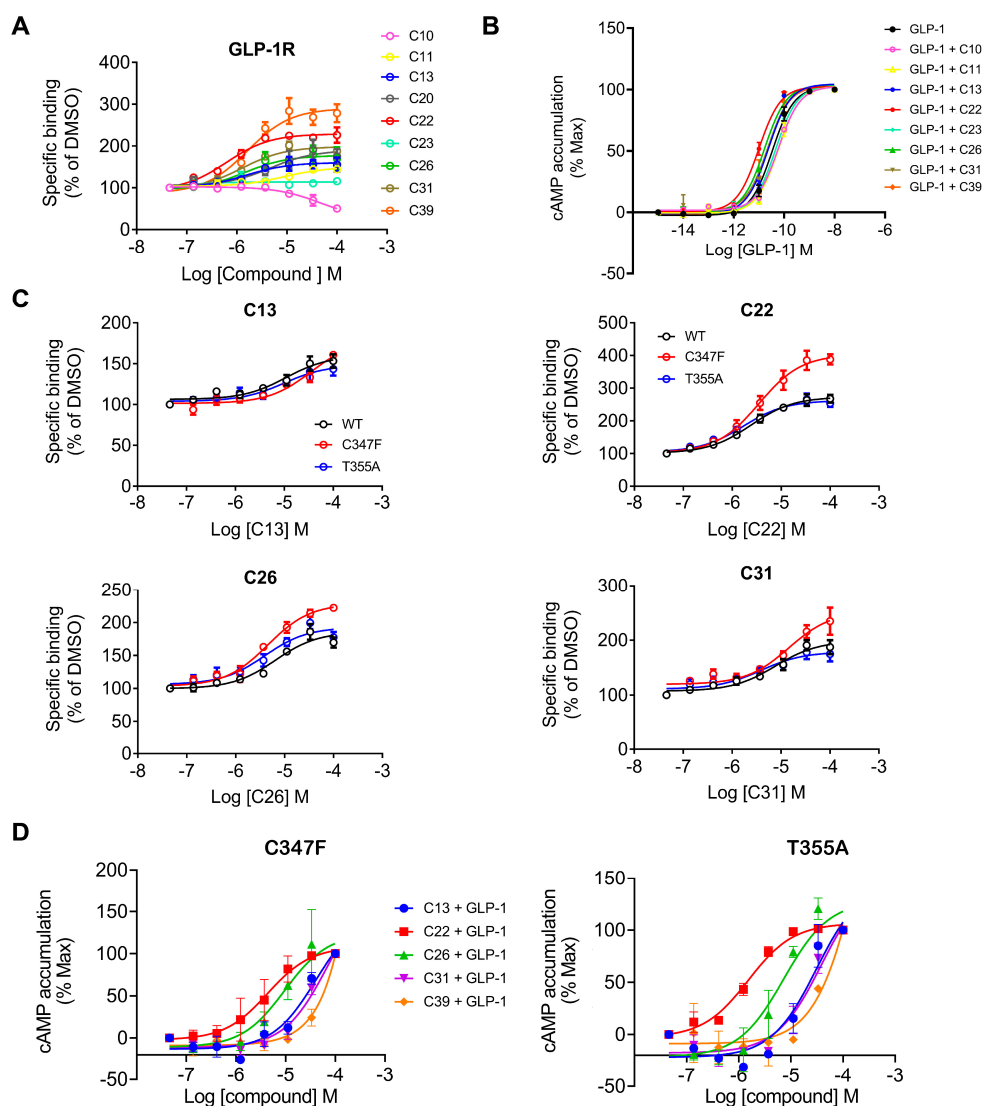 A
GLP-1R
Specific binding
(% of DMSO)
400
300
200
100
0
-8
-7
-6
-5
-4
-3
Log [Compound ] M
C10
C11
C13
C20
C22
C23
C26
C31
C39
B
cAMP accumulation
(% Max)
150
100
50
0
-50
-14
-12
-10
-8
-6
Log [GLP-1] M
GLP-1
GLP-1 + C10
GLP-1 + C11
GLP-1 + C13
GLP-1 + C22
GLP-1 + C23
GLP-1 + C26
GLP-1 + C31
GLP-1 + C39
C
C13
Specific binding
(% of DMSO)
200
150
100
50
0
WT
C347F
T355A
-8
-7
-6
-5
-4
-3
Log [C13] M
C22
Specific binding
(% of DMSO)
500
400
300
200
100
0
WT
C347F
T355A
-8
-7
-6
-5
-4
-3
Log [C22] M
C26
Specific binding
(% of DMSO)
250
200
150
100
50
0
-8
-7
-6
-5
-4
-3
Log [C26] M
C31
Specific binding
(% of DMSO)
300
200
100
0
-8
-7
-6
-5
-4
-3
Log [C31] M
D
C347F
cAMP accumulation
(% Max)
200
150
100
50
0
-50
-7
-6
-5
-4
Log [compound] M
C13 + GLP-1
C22 + GLP-1
C26 + GLP-1
C31 + GLP-1
C39 + GLP-1
T355A
cAMP accumulation
(% Max)
150
100
50
0
-50
-7
-6
-5
-4
Log [compound] M